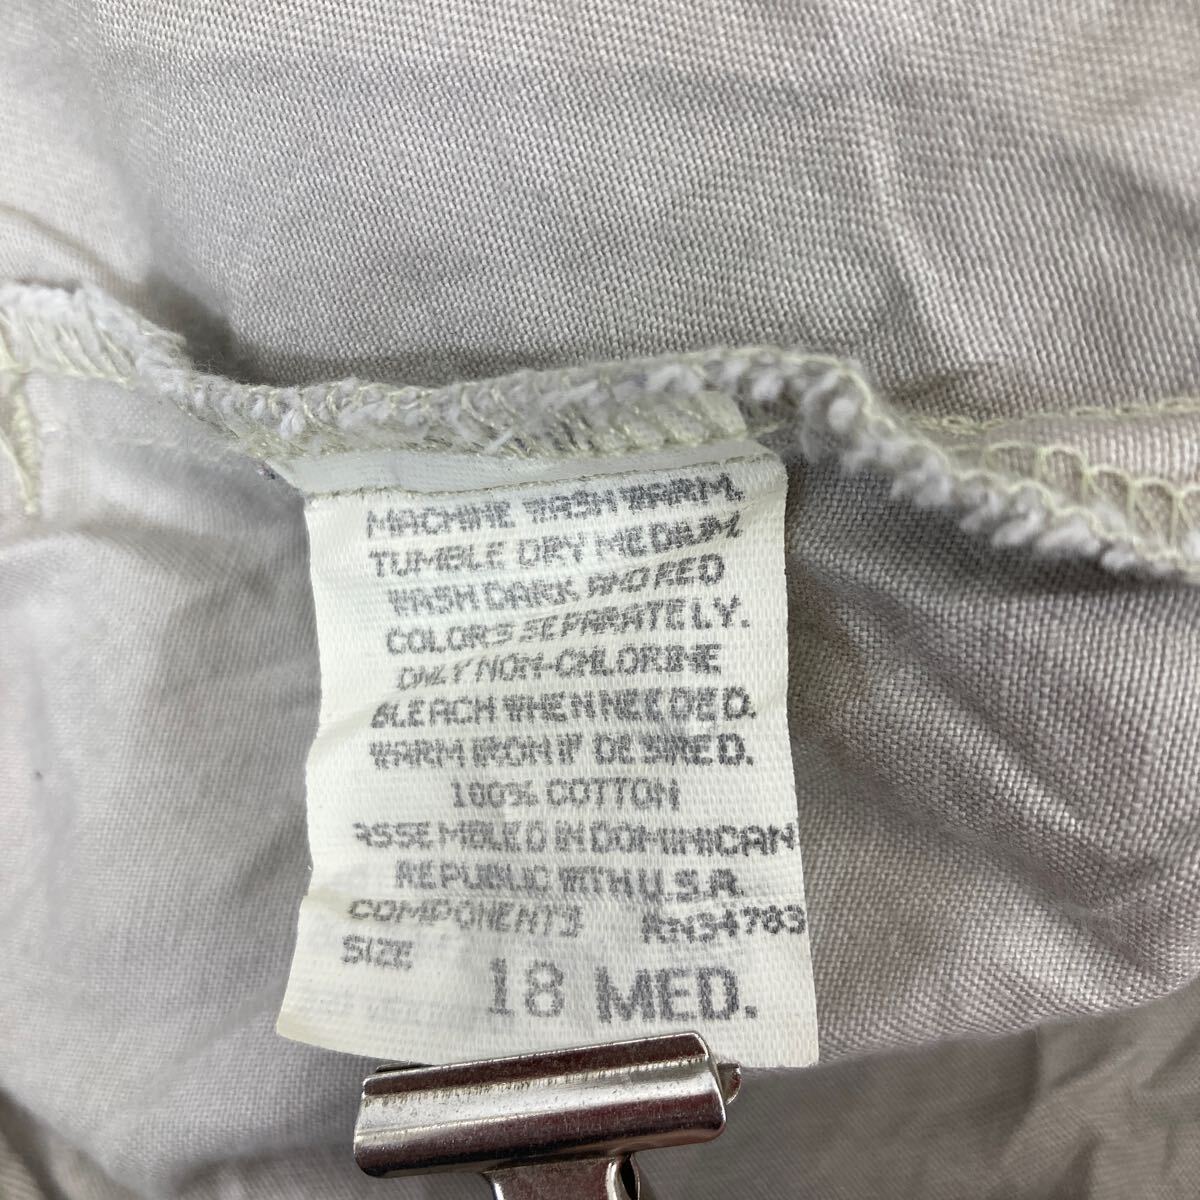 MACHINE WASH WARM.
TUMBLE DRY MEDIUM.
WASH DARK AND RED
COLORS SEPARATELY.
ONLY NON-CHLORINE
BLEACH WHEN NEEDED.
WARM IRON IF DESIRED.
100% COTTON
ASSEMBLED IN DOMINICAN
REPUBLIC WITH U.S.A.
COMPONENTS RN94763
SIZE
18 MED.